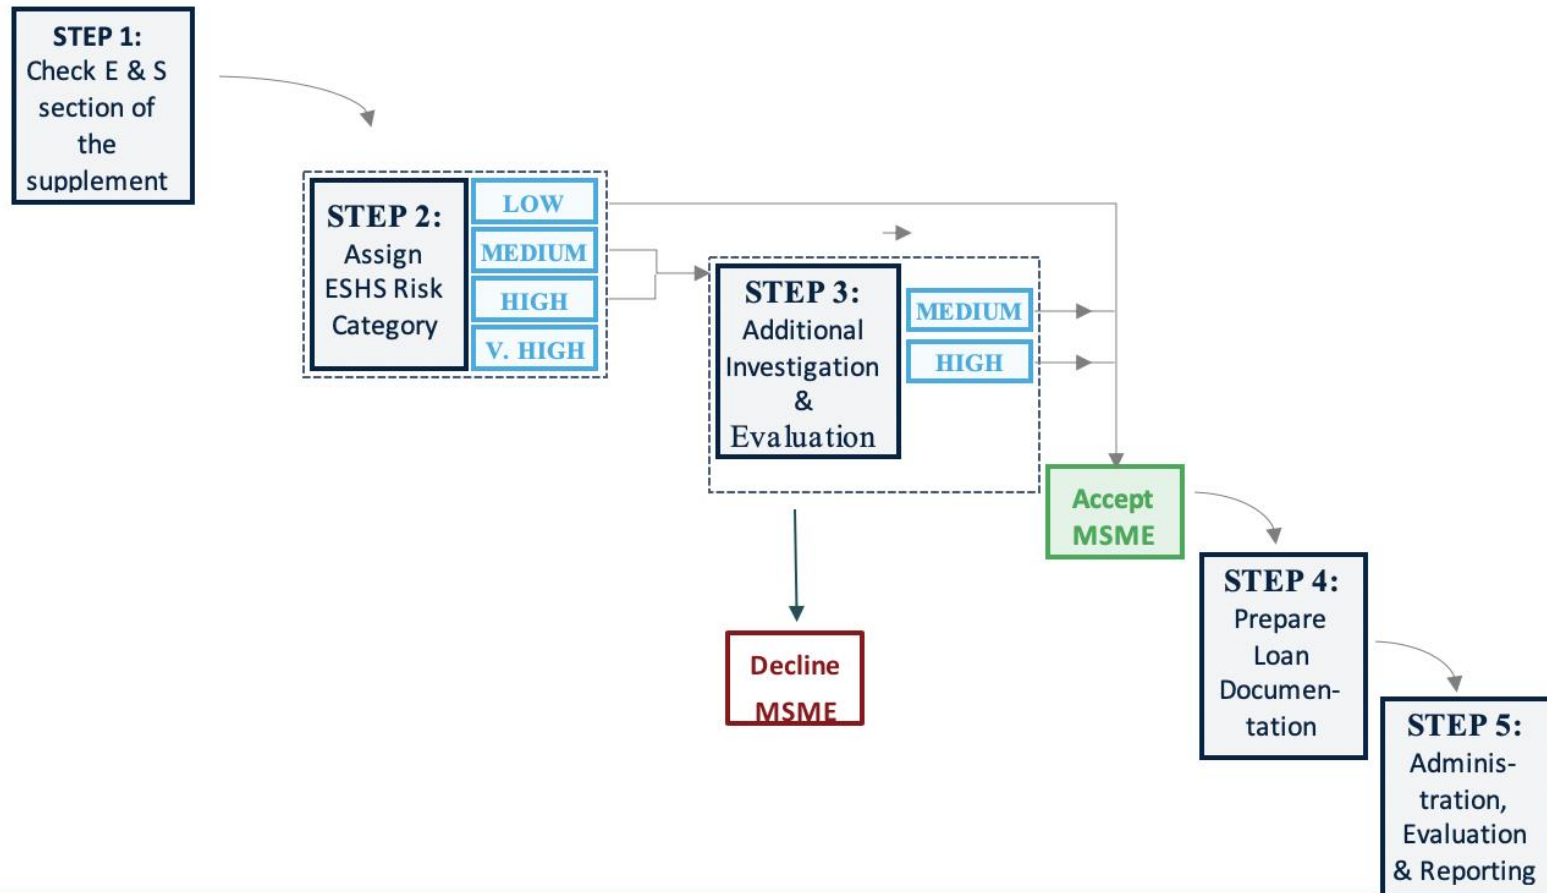 STEP 1:
Check E & S
section of
the
supplement
STEP 2:
Assign
ESHS Risk
Category
LOW
MEDIUM
HIGH
V. HIGH
STEP 3:
Additional
Investigation
&
Evaluation
MEDIUM
HIGH
Accept
MSME
Decline
MSME
STEP 4:
Prepare
Loan
Documen-
tation
STEP 5:
Adminis-
tration,
Evaluation
& Reporting